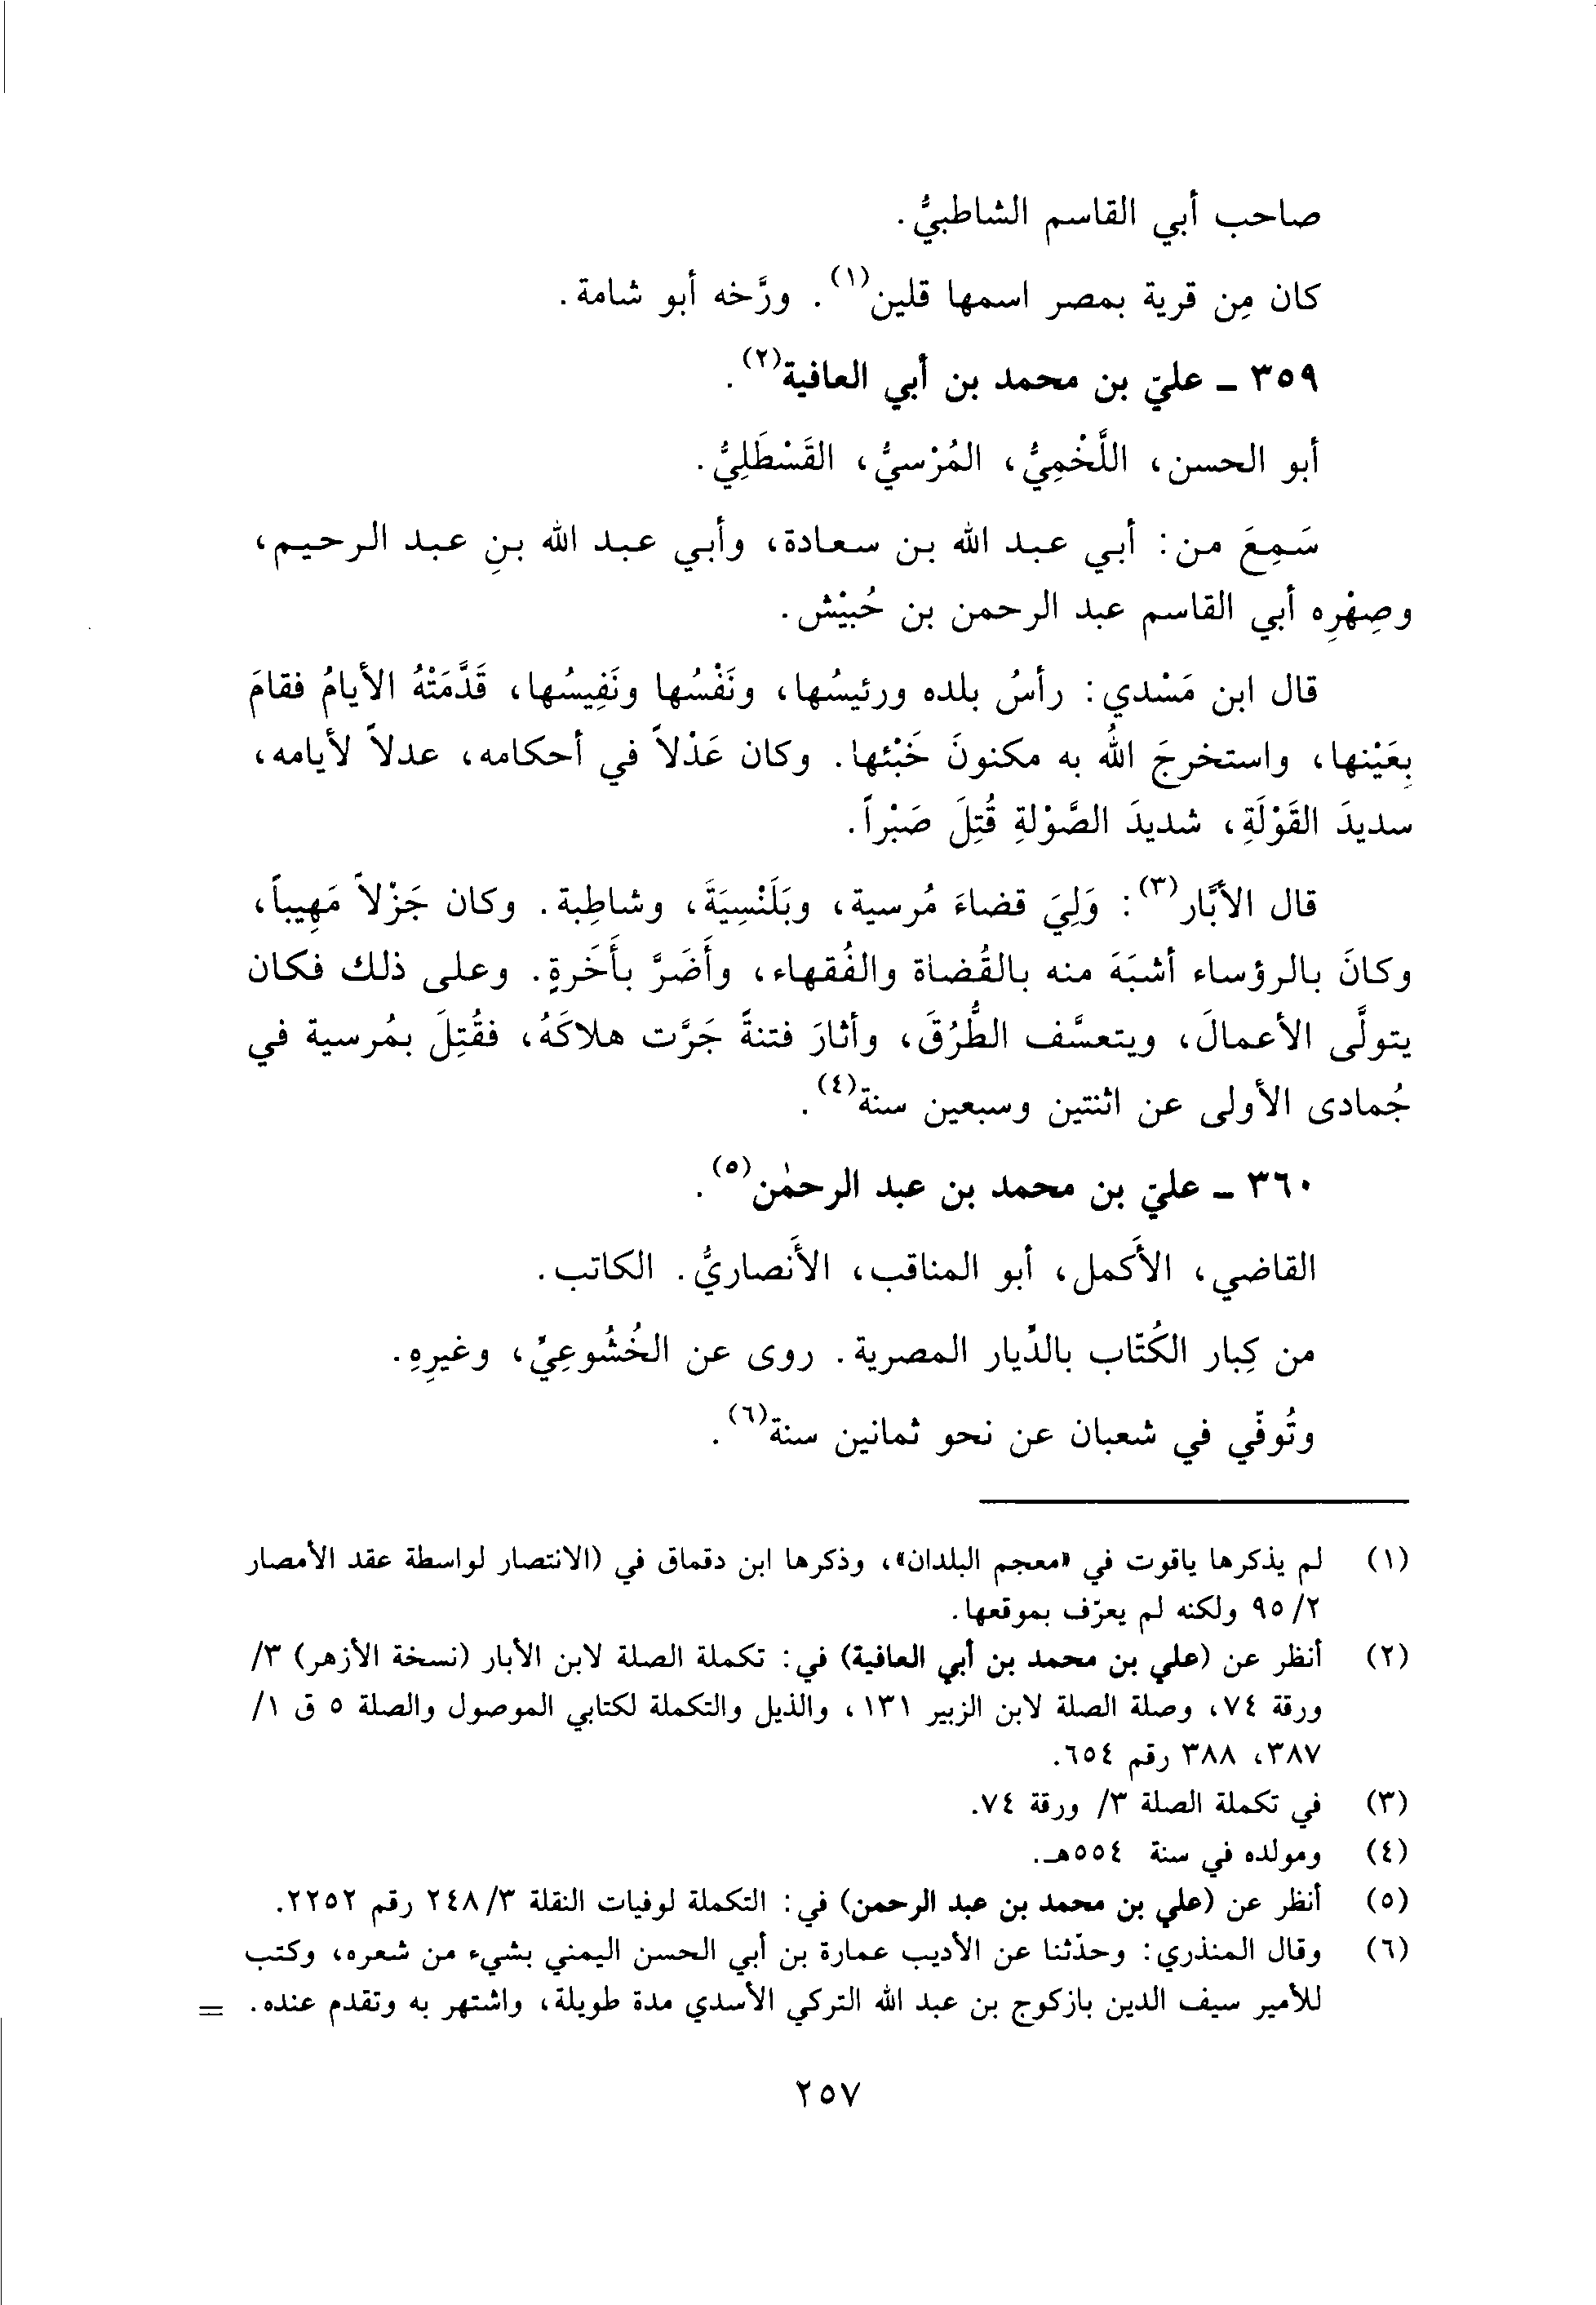 صاحب أبي القاسم الشاطبيُّ.
كان مِن قرية بمصر اسمها قلين(١). ورَّخه أبو شامة.
٣٥٩ ــ عليّ بن محمد بن أبي العافية(٢).
أبو الحسن، اللَّخْمِيُّ، المُرْسيُّ، القَسْطَلِيُّ.
سَمِعَ من: أبي عبد الله بن سعادة، وأبي عبد الله بنِ عبد الرحيم،
وصِهْرِه أبي القاسم عبد الرحمن بن حُبيْش.
قال ابن مَسْدي: رأسُ بلده ورئيسُها، ونَفْسُها ونَفِيسُها، قَدَّمَتْهُ الأيامُ فقامَ
بِعَيْنها، واستخرجَ اللهُ به مكنونَ خَبْئها. وكان عَدْلاً في أحكامه، عدلاً لأيامه،
سديدَ القَوْلَةِ، شديدَ الصَّوْلةِ قُتِلَ صَبْراً.
قال الأبَّار(٣): وَلِيَ قضاءَ مُرسية، وبَلَنْسِيَةَ، وشاطِبة. وكان جَزْلاً مَهِيباً،
وكانَ بالرؤساء أشبَهَ منه بالقُضاة والفُقهاء، وأَضَرَّ بأَخَرةٍ. وعلى ذلك فكان
يتولَّى الأعمالَ، ويتعسَّف الطُّرُقَ، وأثارَ فتنةً جَرَّت هلاكَهُ، فقُتِلَ بمُرسية في
جُمادى الأولى عن اثنتين وسبعين سنة(٤).
٣٦٠ ــ عليّ بن محمد بن عبد الرحمٰن(٥).
القاضي، الأَكمل، أبو المناقب، الأَنصاريُّ. الكاتب.
من كِبار الكُتّاب بالدِّيار المصرية. روى عن الخُشُوعِيِّ، وغيرِهِ.
وتُوفّي في شعبان عن نحو ثمانين سنة(٦).
(١) لم يذكرها ياقوت في «معجم البلدان»، وذكرها ابن دقماق في (الانتصار لواسطة عقد الأمصار
٢/ ٩٥ ولكنه لم يعرّف بموقعها.
(٢) أنظر عن (علي بن محمد بن أبي العافية) في: تكملة الصلة لابن الأبار (نسخة الأزهر) ٣/
ورقة ٧٤، وصلة الصلة لابن الزبير ١٣١، والذيل والتكملة لكتابي الموصول والصلة ٥ ق ١/
٣٨٧، ٣٨٨ رقم ٦٥٤.
(٣) في تكملة الصلة ٣/ ورقة ٧٤.
(٤) ومولده في سنة ٥٥٤هـ.
(٥) أنظر عن (علي بن محمد بن عبد الرحمن) في: التكملة لوفيات النقلة ٣/ ٢٤٨ رقم ٢٢٥٢.
(٦) وقال المنذري: وحدّثنا عن الأديب عمارة بن أبي الحسن اليمني بشيء من شعره، وكتب
للأمير سيف الدين بازكوج بن عبد الله التركي الأسدي مدة طويلة، واشتهر به وتقدم عنده. =
٢٥٧